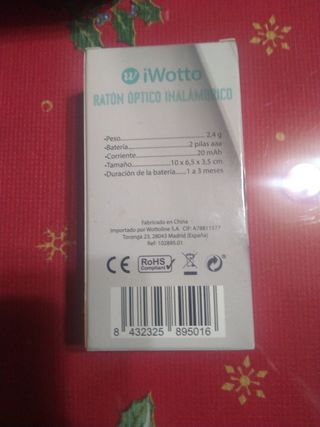 iWotto
RATÓN ÓPTICO INALÁMBRICO
•Peso 2,4 g
•Batería 2 pilas aaa
•Corriente 20 mAh
•Tamaño 10 x 6,5 x 3,5 cm
•Duración de la batería 1 a 3 meses
Fabricado en China
Importado por Wottoline S.A. CIF: A78811577
Toronga 23, 28043 Madrid (España)
Ref: 102895.01
CE RoHS
Compliant
8 432325 895016